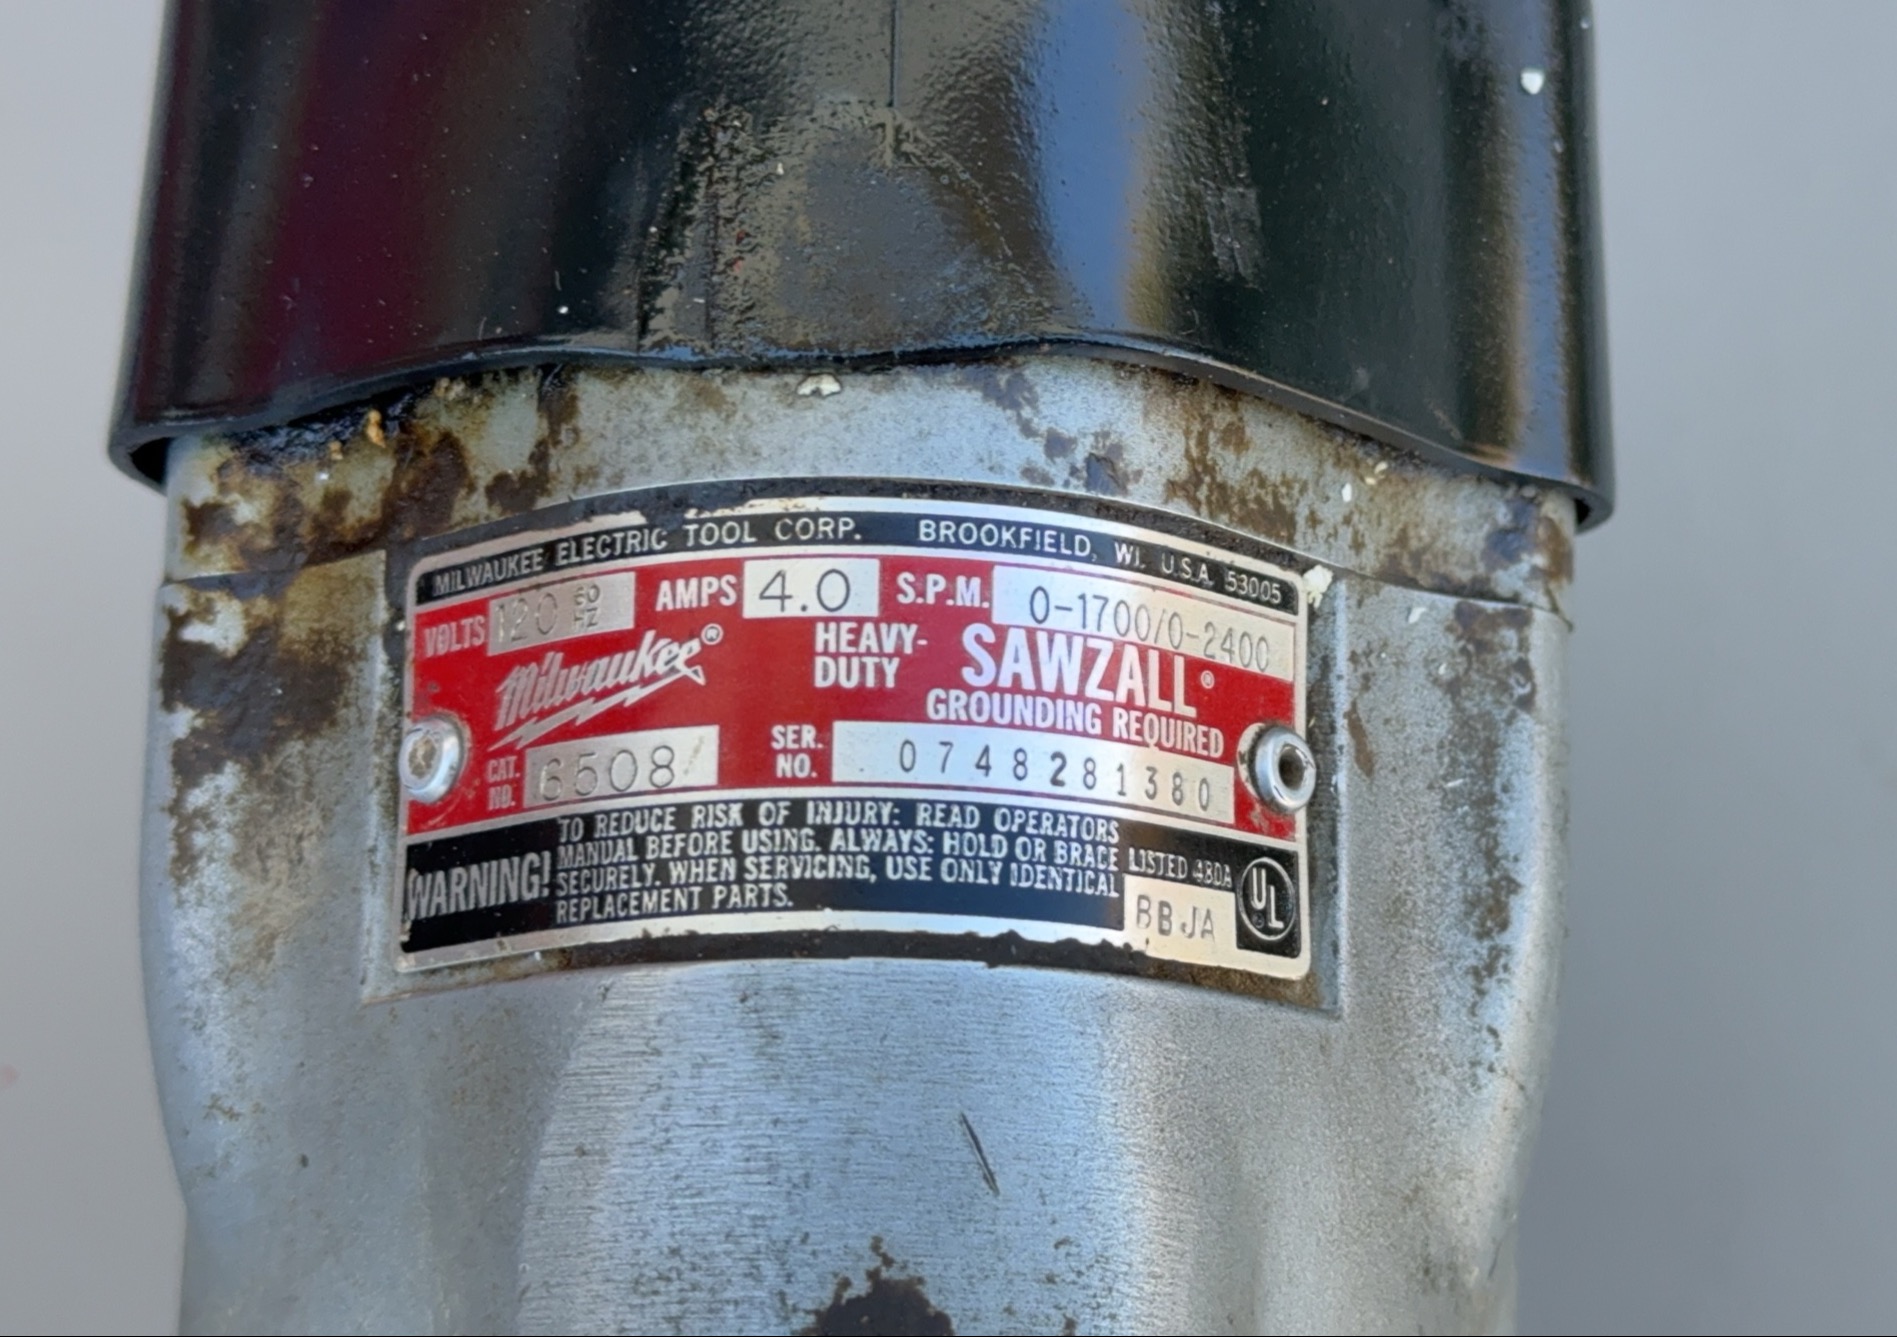 MILWAUKEE ELECTRIC TOOL CORP. BROOKFIELD, WI. U.S.A. 53005
VOLTS 120 60 HZ AMPS 4.0 S.P.M. 0-1700/0-2400
Milwaukee® HEAVY-DUTY SAWZALL®
GROUNDING REQUIRED
CAT. NO. 6508 SER. NO. 0748281380
WARNING! TO REDUCE RISK OF INJURY: READ OPERATORS
MANUAL BEFORE USING. ALWAYS: HOLD OR BRACE
SECURELY. WHEN SERVICING, USE ONLY IDENTICAL
REPLACEMENT PARTS.
LISTED 480A
BBJA
UL